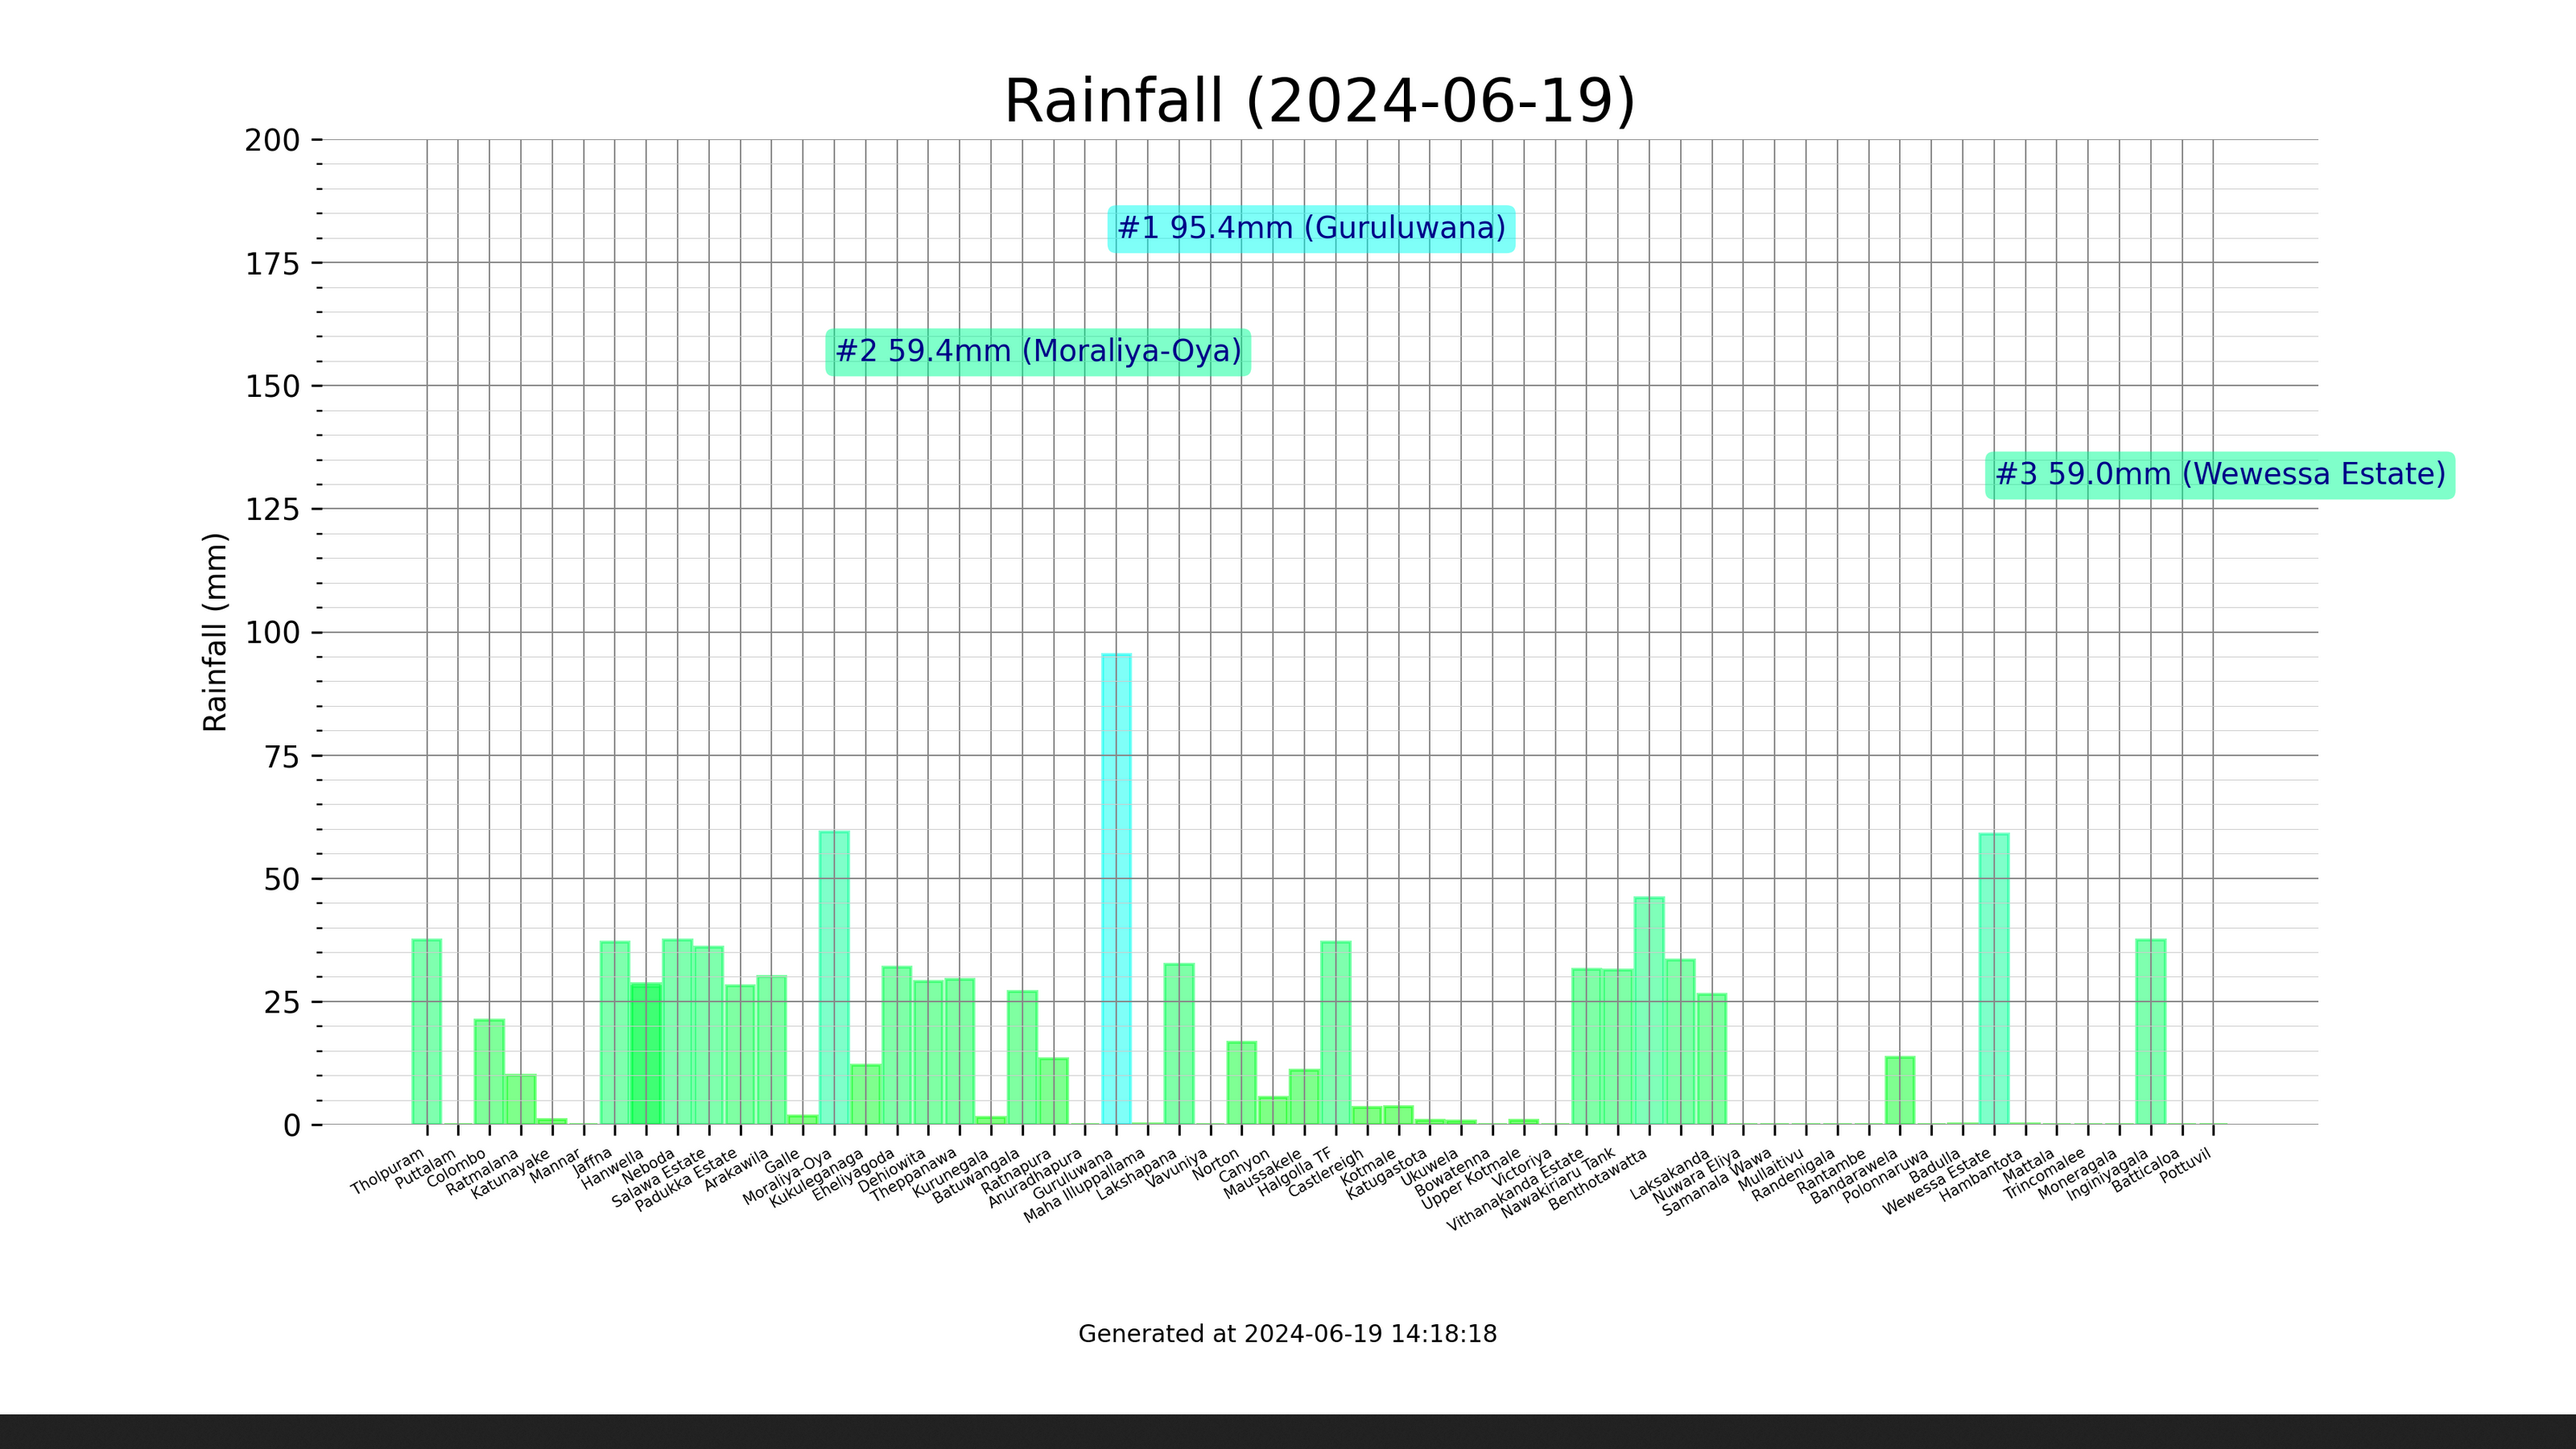 Rainfall (2024-06-19)
200
175
150
125
100
75
50
25
0
Rainfall (mm)
#1 95.4mm (Guruluwana)
#2 59.4mm (Moraliya-Oya)
#3 59.0mm (Wewessa Estate)
Tholpuram
Puttalam
Colombo
Ratmalana
Katunayake
Mannar
Jaffna
Hanwella
Neboda
Salawa Estate
Padukka Estate
Arakawila
Galle
Moraliya-Oya
Kukuleganaga
Eheliyagoda
Dehiowita
Theppanawa
Kurunegala
Batuwangala
Ratnapura
Anuradhapura
Guruluwana
Maha Illuppallama
Lakshapana
Vavuniya
Norton
Canyon
Maussakele
Halgolla TF
Castlereigh
Kotmale
Katugastota
Ukuwela
Bowatenna
Upper Kotmale
Victoriya
Vithanakanda Estate
Nawakiriaru Tank
Benthotawatta
Laksakanda
Nuwara Eliya
Samanala Wawa
Mullaitivu
Randenigala
Rantambe
Bandarawela
Polonnaruwa
Badulla
Wewessa Estate
Hambantota
Mattala
Trincomalee
Moneragala
Inginiyagala
Batticaloa
Pottuvil
Generated at 2024-06-19 14:18:18